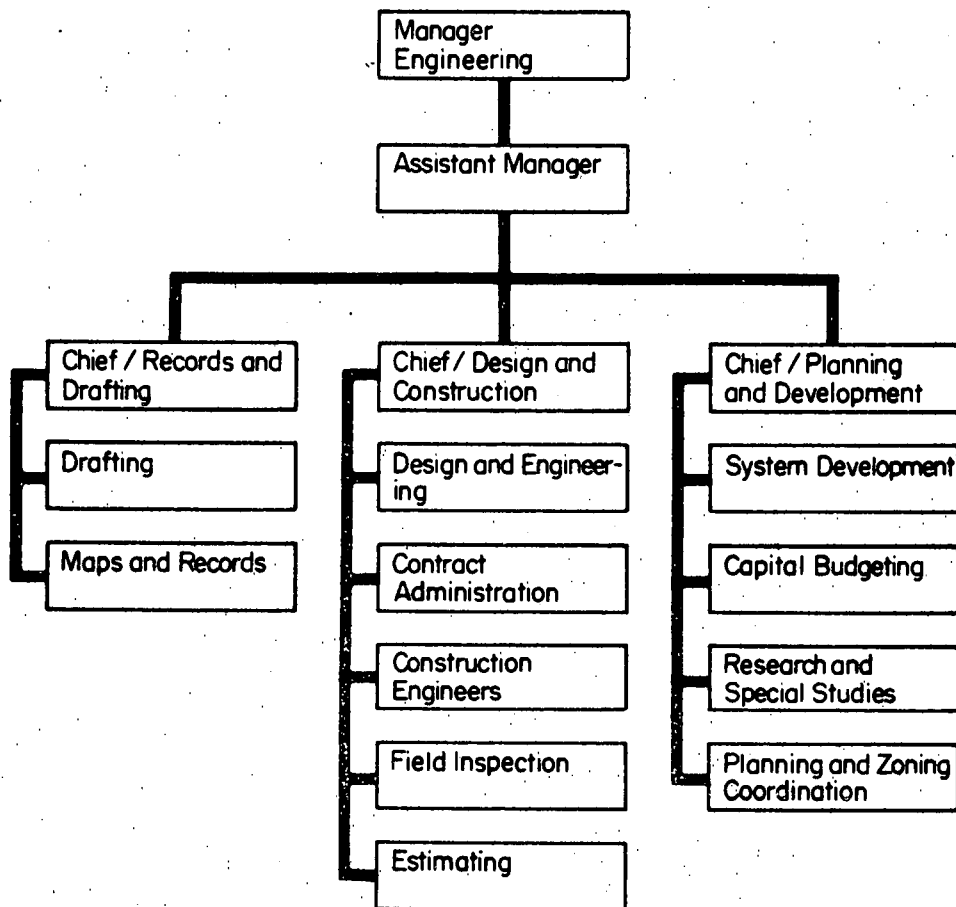 Manager
Engineering
Assistant Manager
Chief / Records and
Drafting
Drafting
Maps and Records
Chief / Design and
Construction
Design and Engineer-
ing
Contract
Administration
Construction
Engineers
Field Inspection
Estimating
Chief / Planning
and Development
System Development
Capital Budgeting
Research and
Special Studies
Planning and Zoning
Coordination